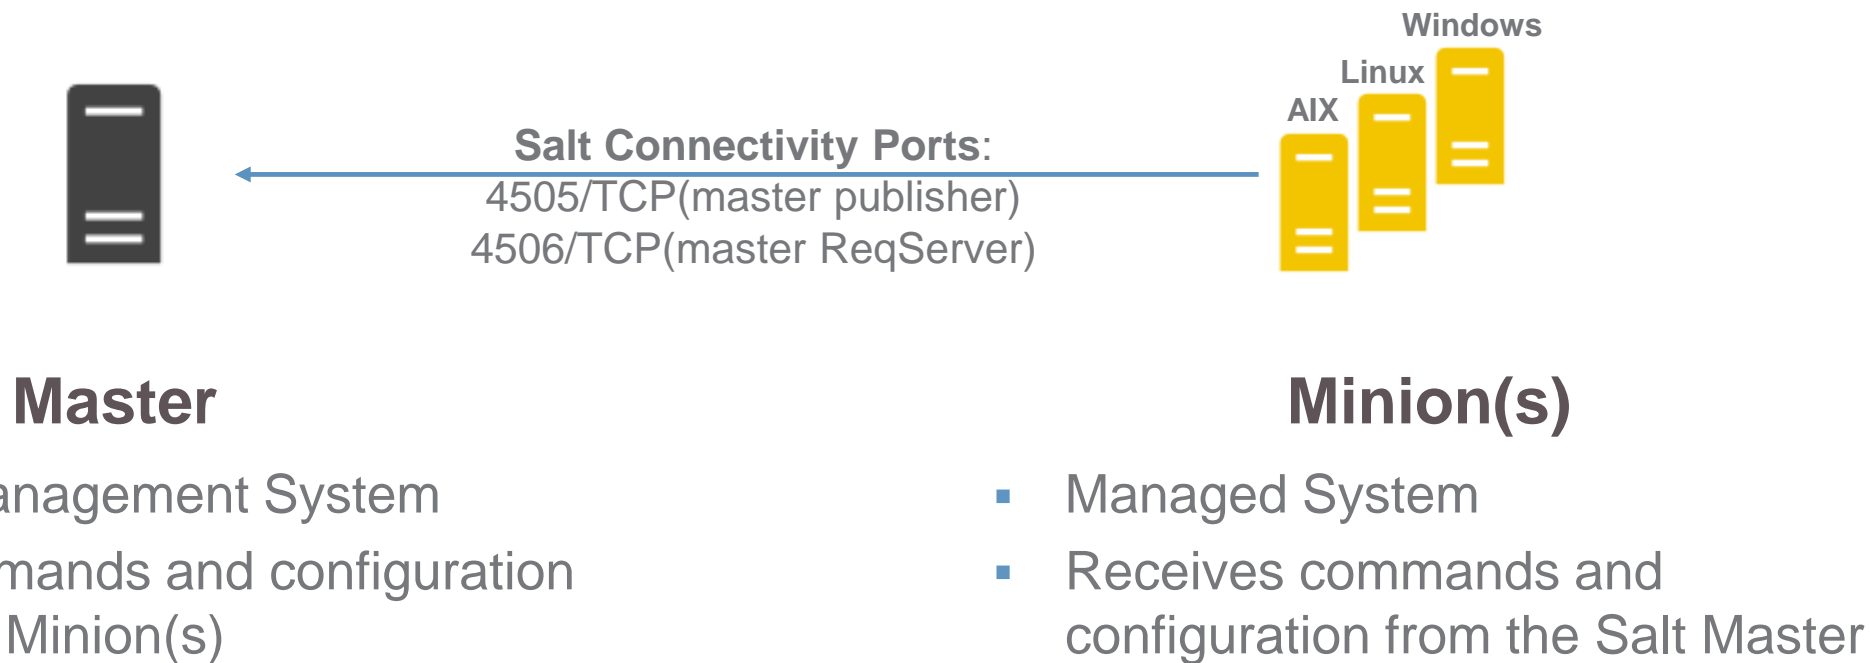 Windows
Linux
AIX
Salt Connectivity Ports:
4505/TCP(master publisher)
4506/TCP(master ReqServer)
Master
Minion(s)
anagement System
mands and configuration
Minion(s)
▪ Managed System
▪ Receives commands and
configuration from the Salt Master